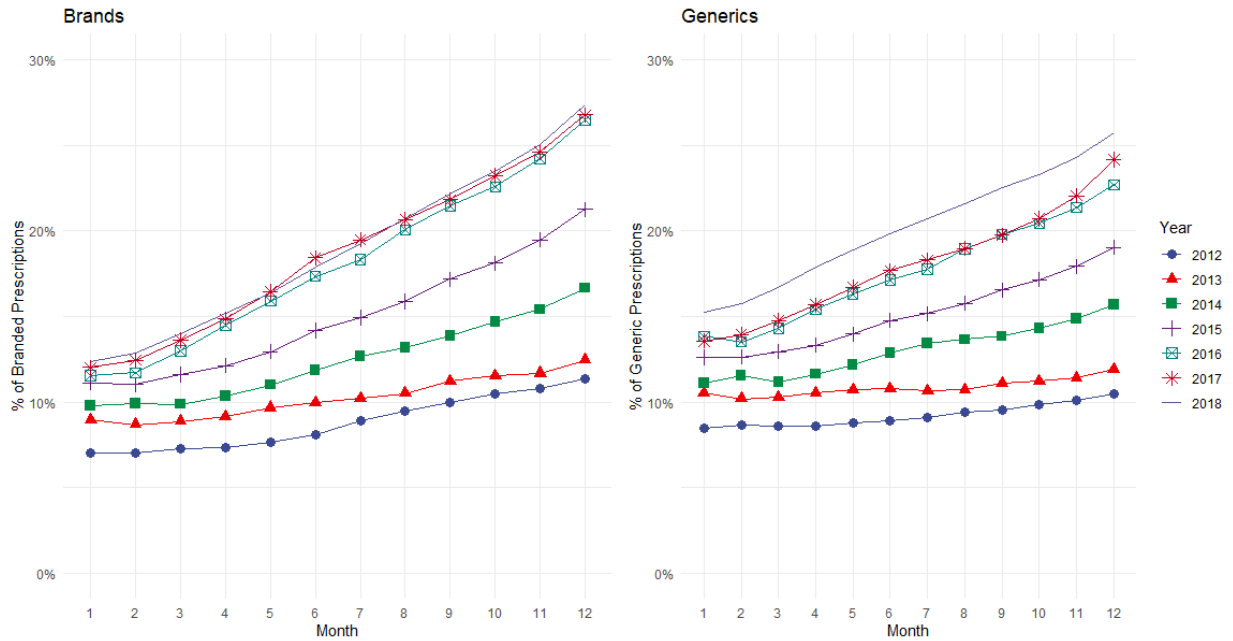 Brands
% of Branded Prescriptions
30%
20%
10%
0%
1 2 3 4 5 6 7 8 9 10 11 12
Month
Generics
% of Generic Prescriptions
30%
20%
10%
0%
1 2 3 4 5 6 7 8 9 10 11 12
Month
Year
2012
2013
2014
2015
2016
2017
2018